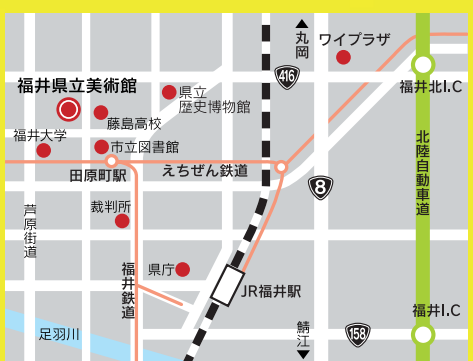 丸岡
ワイプラザ
416
福井北I.C
福井県立美術館
県立
歴史博物館
藤島高校
福井大学
市立図書館
田原町駅
えちぜん鉄道
北陸自動車道
8
芦原街道
裁判所
福井鉄道
県庁
JR福井駅
足羽川
鯖江
158
福井I.C